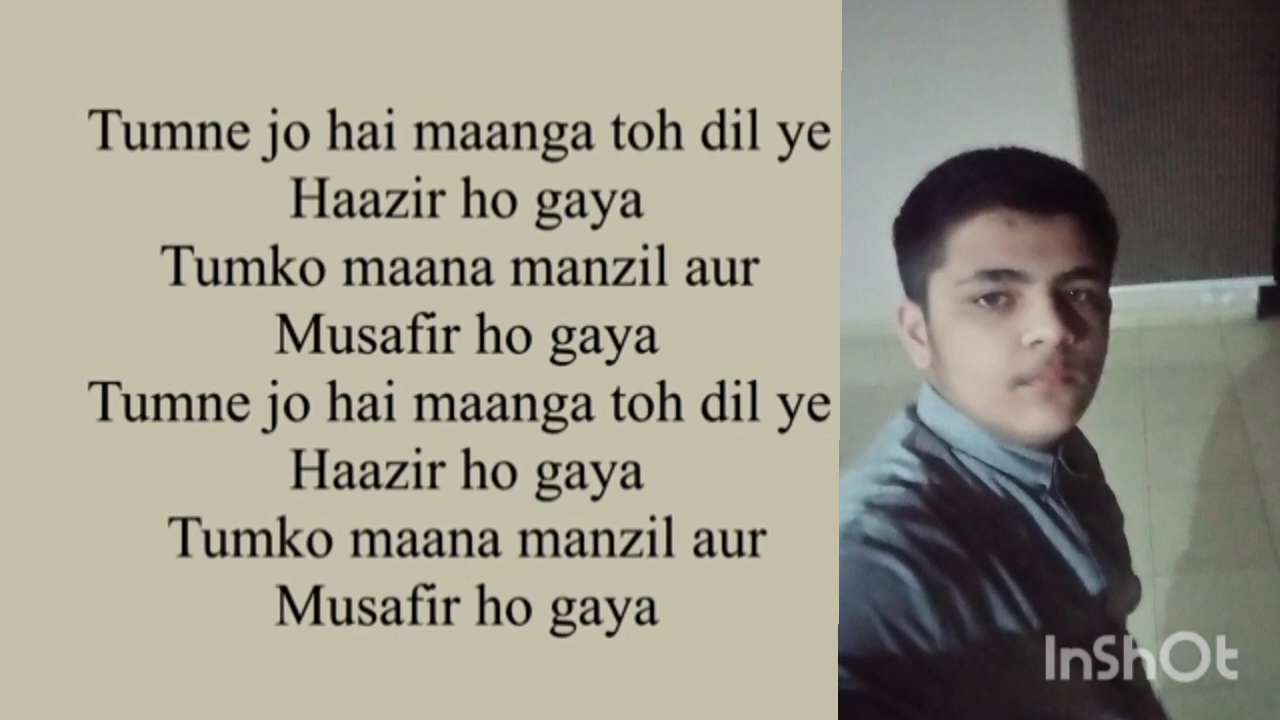 Tumne jo hai maanga toh dil ye
Haazir ho gaya
Tumko maana manzil aur
Musafir ho gaya
Tumne jo hai maanga toh dil ye
Haazir ho gaya
Tumko maana manzil aur
Musafir ho gaya
InShOt